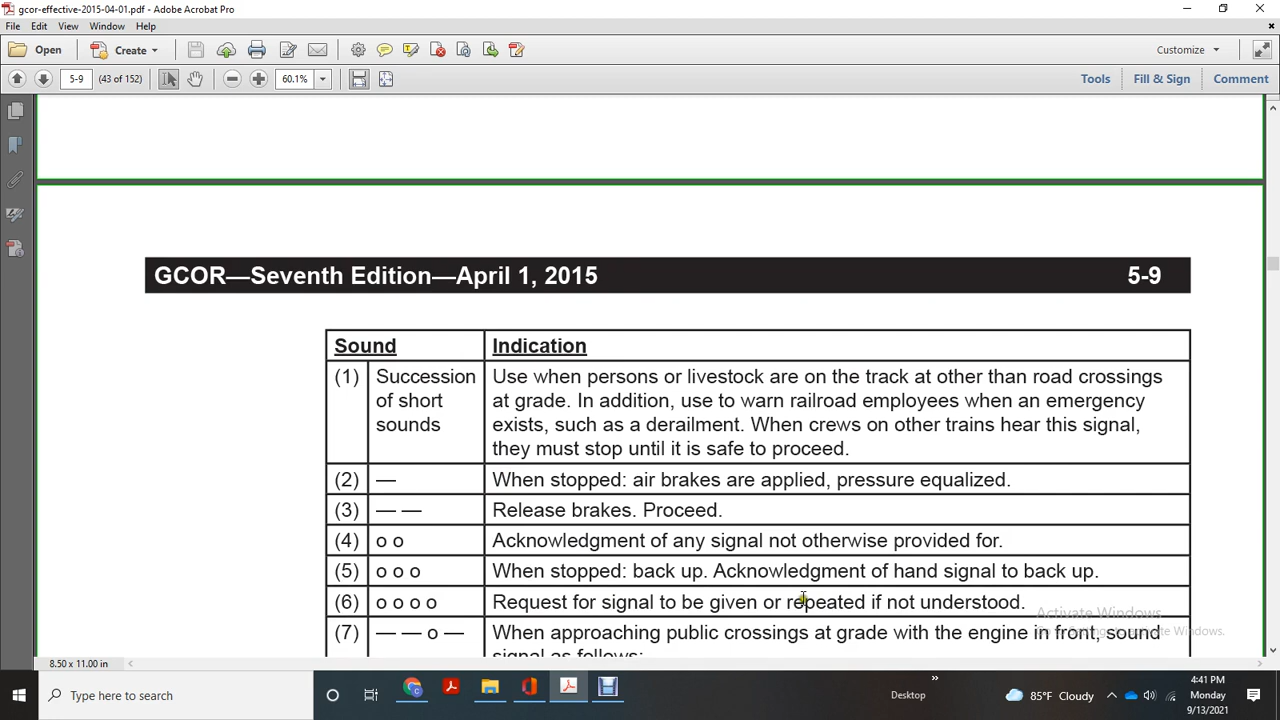 gcor-effective-2015-04-01.pdf - Adobe Acrobat Pro
File Edit View Window Help
Open Create Customize
5-9 (43 of 152) 60.1% Tools Fill & Sign Comment
GCOR—Seventh Edition—April 1, 2015 5-9
Sound Indication
(1) Succession Use when persons or livestock are on the track at other than road crossings
of short at grade. In addition, use to warn railroad employees when an emergency
sounds exists, such as a derailment. When crews on other trains hear this signal,
they must stop until it is safe to proceed.
(2) — When stopped: air brakes are applied, pressure equalized.
(3) — — Release brakes. Proceed.
(4) o o Acknowledgment of any signal not otherwise provided for.
(5) o o o When stopped: back up. Acknowledgment of hand signal to back up.
(6) o o o o Request for signal to be given or repeated if not understood.
Activate Windows
(7) — — o — When approaching public crossings at grade with the engine in front, sound
signal as follows:
8.50 x 11.00 in
Type here to search Desktop 85°F Cloudy 4:41 PM
Monday
9/13/2021